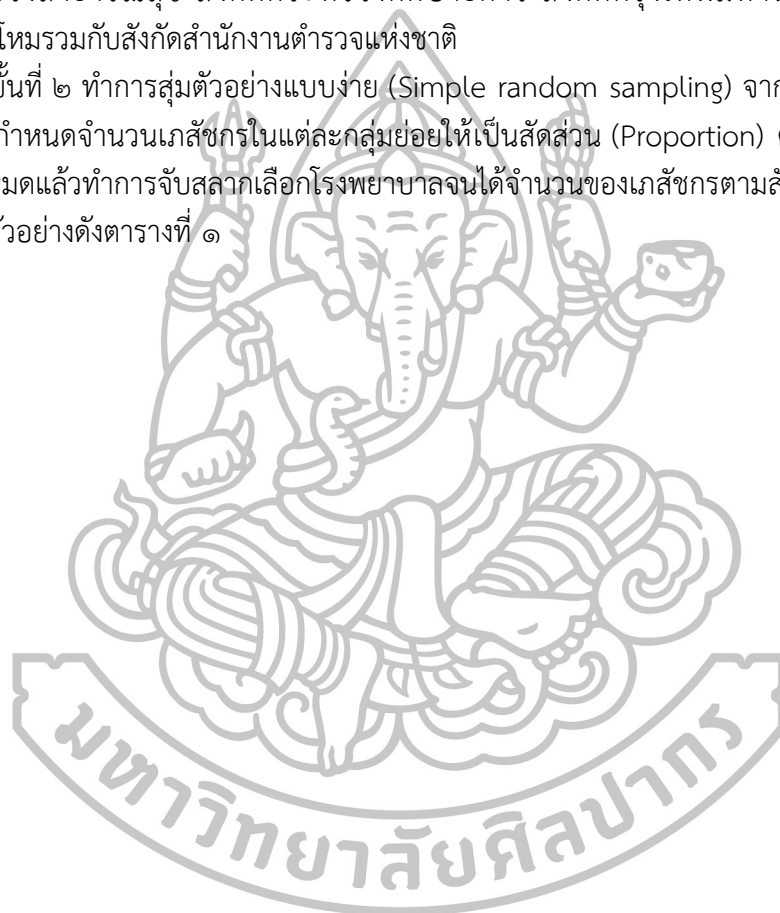 โหมรวมกับสังกัดสำนักงานตำรวจแห่งชาติ
ขั้นที่ ๒ ทำการสุ่มตัวอย่างแบบง่าย (Simple random sampling) จาก
กำหนดจำนวนเภสัชกรในแต่ละกลุ่มย่อยให้เป็นสัดส่วน (Proportion)
หมดแล้วทำการจับสลากเลือกโรงพยาบาลจนได้จำนวนของเภสัชกรตาม
ตัวอย่างดังตารางที่ ๑
มหาวิทยาลัยศิลปากร